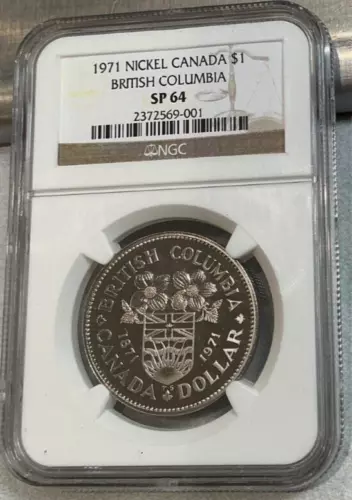 1971 NICKEL CANADA $1
BRITISH COLUMBIA
SP 64
2372569-001
NGC
BRITISH COLUMBIA
1871 1971
CANADA DOLLAR